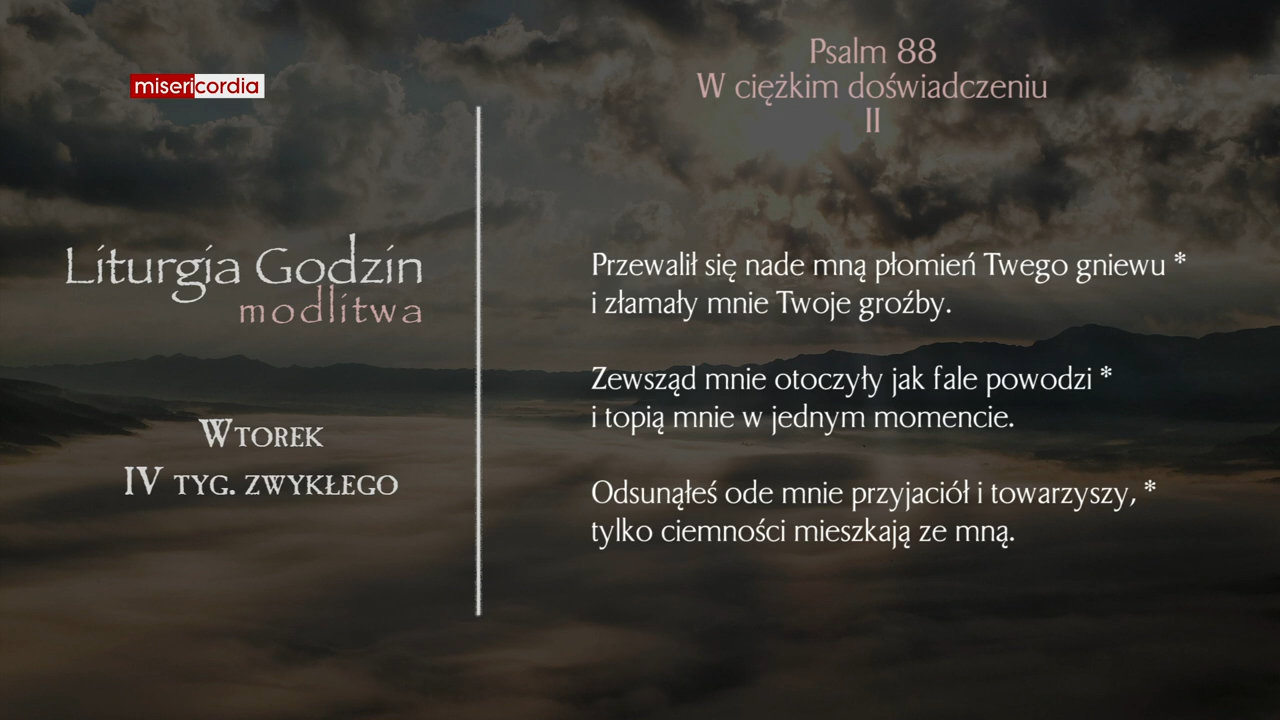 misericordia
Liturgia Godzin
modlitwa
Wtorek
IV tyg. zwykłego
Psalm 88
W ciężkim doświadczeniu
II
Przewalił się nade mną płomień Twego gniewu *
i złamały mnie Twoje groźby.
Zewsząd mnie otoczyły jak fale powodzi *
i topią mnie w jednym momencie.
Odsunąłeś ode mnie przyjaciół i towarzyszy, *
tylko ciemności mieszkają ze mną.